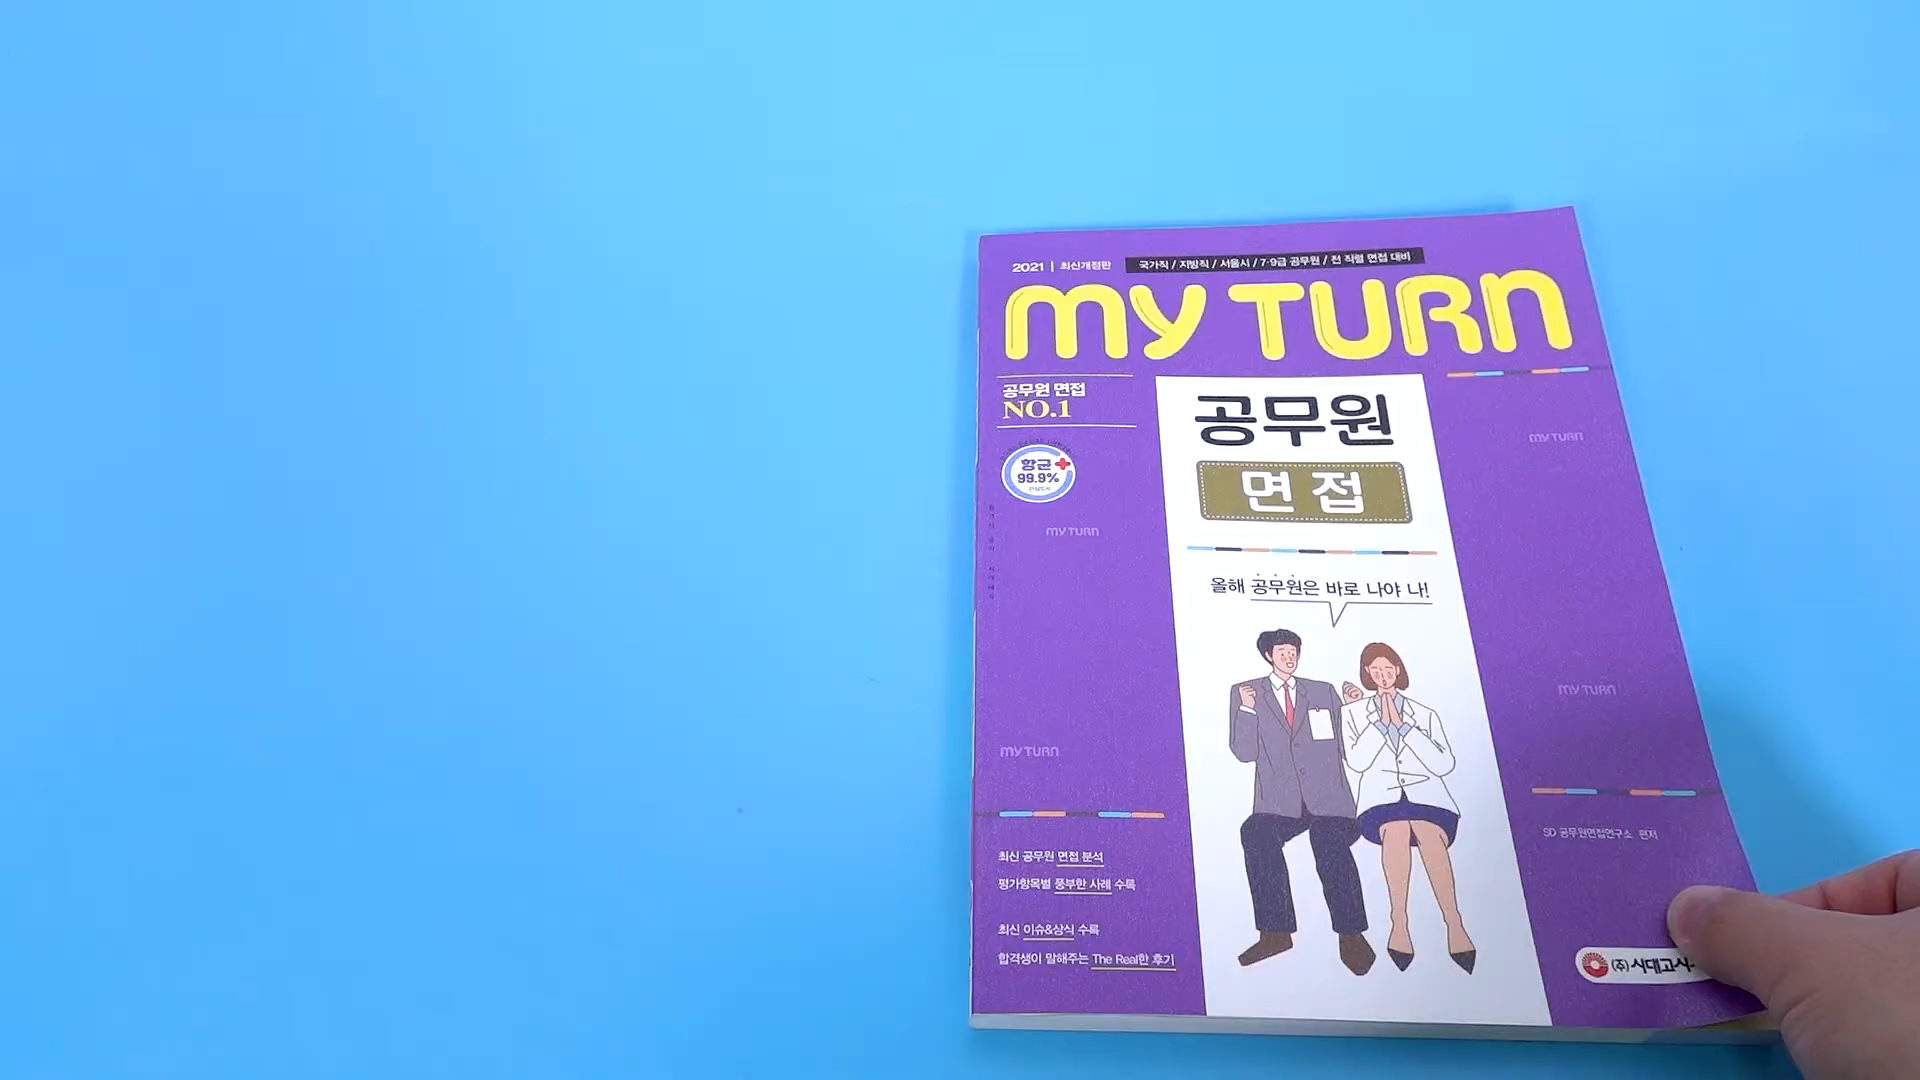 2021 | 최신개정판
국가직 / 지방직 / 서울시 / 7·9급 공무원 / 전 직렬 면접 대비
MY TURN
공무원 면접
NO.1
항균
99.9%
공무원
면접
올해 공무원은 바로 나야 나!
MY TURN
MY TURN
MY TURN
MY TURN
SD 공무원면접연구소 편저
최신 공무원 면접 분석
평가항목별 풍부한 사례 수록
최신 이슈&상식 수록
합격생이 말해주는 The Real한 후기
(주)시대고시